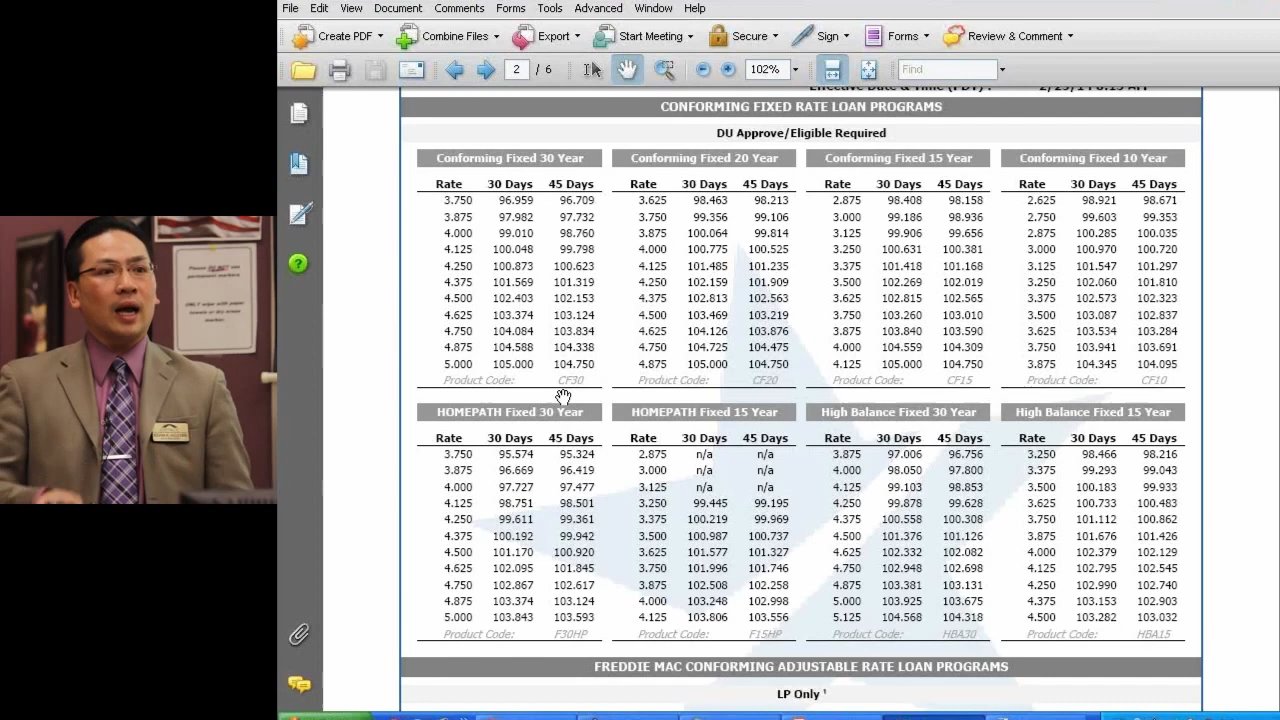 File Edit View Document Comments Forms Tools Advanced Window Help
Create PDF Combine Files Export Start Meeting Secure Sign Forms Review & Comment
2 / 6 102% Find
Effective Date & Time (PDT) :
CONFORMING FIXED RATE LOAN PROGRAMS
DU Approve/Eligible Required
Conforming Fixed 30 Year Conforming Fixed 20 Year Conforming Fixed 15 Year Conforming Fixed 10 Year
Rate 30 Days 45 Days Rate 30 Days 45 Days Rate 30 Days 45 Days Rate 30 Days 45 Days
3.750 96.959 96.709 3.625 98.463 98.213 2.875 98.408 98.158 2.625 98.921 98.671
3.875 97.982 97.732 3.750 99.356 99.106 3.000 99.186 98.936 2.750 99.603 99.353
4.000 99.010 98.760 3.875 100.064 99.814 3.125 99.906 99.656 2.875 100.285 100.035
4.125 100.048 99.798 4.000 100.775 100.525 3.250 100.631 100.381 3.000 100.970 100.720
4.250 100.873 100.623 4.125 101.485 101.235 3.375 101.418 101.168 3.125 101.547 101.297
4.375 101.569 101.319 4.250 102.159 101.909 3.500 102.269 102.019 3.250 102.060 101.810
4.500 102.403 102.153 4.375 102.813 102.563 3.625 102.815 102.565 3.375 102.573 102.323
4.625 103.374 103.124 4.500 103.469 103.219 3.750 103.260 103.010 3.500 103.087 102.837
4.750 104.084 103.834 4.625 104.126 103.876 3.875 103.840 103.590 3.625 103.534 103.284
4.875 104.588 104.338 4.750 104.725 104.475 4.000 104.559 104.309 3.750 103.941 103.691
5.000 105.000 104.750 4.875 105.000 104.750 4.125 105.000 104.750 3.875 104.345 104.095
Product Code: CF30 Product Code: CF20 Product Code: CF15 Product Code: CF10
HOMEPATH Fixed 30 Year HOMEPATH Fixed 15 Year High Balance Fixed 30 Year High Balance Fixed 15 Year
Rate 30 Days 45 Days Rate 30 Days 45 Days Rate 30 Days 45 Days Rate 30 Days 45 Days
3.750 95.574 95.324 2.875 n/a n/a 3.875 97.006 96.756 3.250 98.466 98.216
3.875 96.669 96.419 3.000 n/a n/a 4.000 98.050 97.800 3.375 99.293 99.043
4.000 97.727 97.477 3.125 n/a n/a 4.125 99.103 98.853 3.500 100.183 99.933
4.125 98.751 98.501 3.250 99.445 99.195 4.250 99.878 99.628 3.625 100.733 100.483
4.250 99.611 99.361 3.375 100.219 99.969 4.375 100.558 100.308 3.750 101.112 100.862
4.375 100.192 99.942 3.500 100.987 100.737 4.500 101.376 101.126 3.875 101.676 101.426
4.500 101.170 100.920 3.625 101.577 101.327 4.625 102.332 102.082 4.000 102.379 102.129
4.625 102.095 101.845 3.750 101.996 101.746 4.750 102.948 102.698 4.125 102.795 102.545
4.750 102.867 102.617 3.875 102.508 102.258 4.875 103.381 103.131 4.250 102.990 102.740
4.875 103.374 103.124 4.000 103.248 102.998 5.000 103.925 103.675 4.375 103.153 102.903
5.000 103.843 103.593 4.125 103.806 103.556 5.125 104.568 104.318 4.500 103.282 103.032
Product Code: F30HP Product Code: F15HP Product Code: HBA30 Product Code: HBA15
FREDDIE MAC CONFORMING ADJUSTABLE RATE LOAN PROGRAMS
LP Only ¹